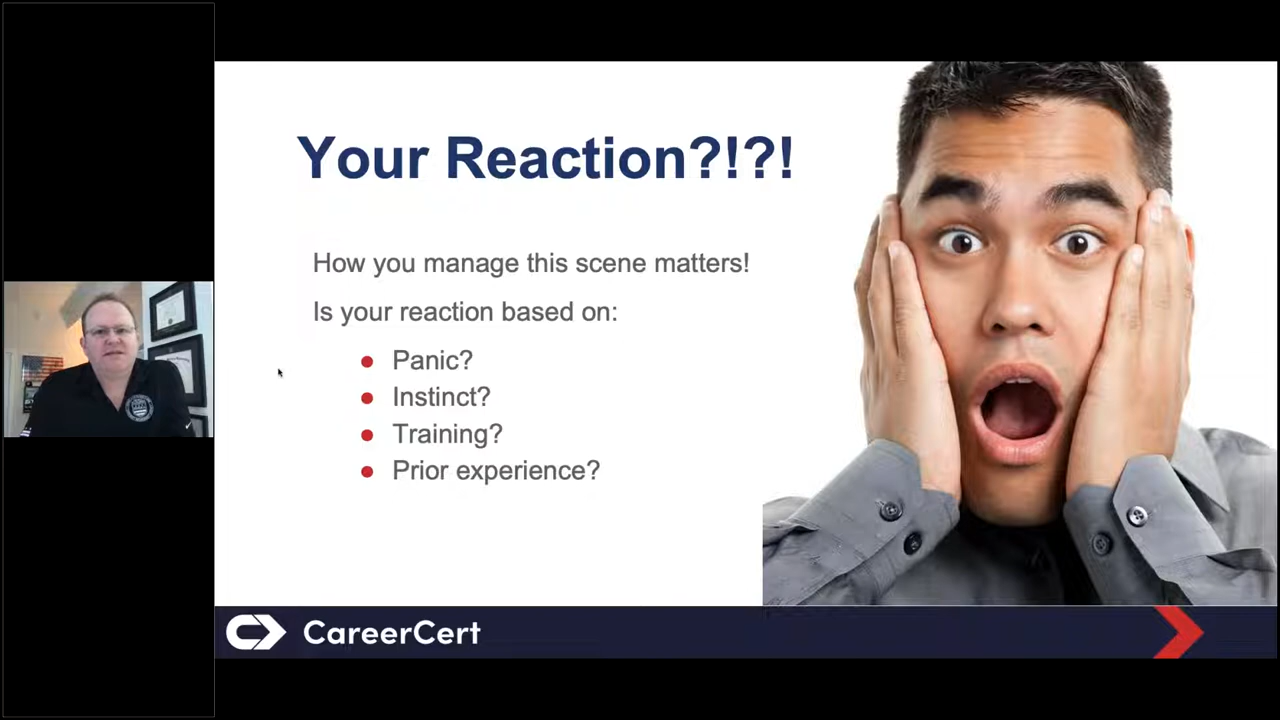 Your Reaction?!?!
How you manage this scene matters!
Is your reaction based on:
Panic?
Instinct?
Training?
Prior experience?
CareerCert